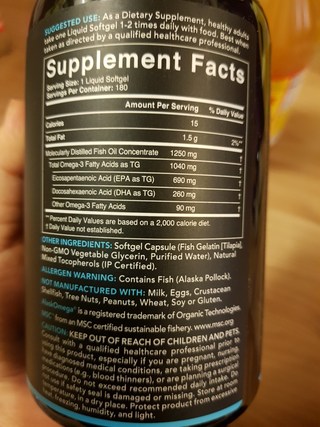 SUGGESTED USE: As a Dietary Supplement, healthy adults
take one Liquid Softgel 1-2 times daily with food. Best when
taken as directed by a qualified healthcare professional.
Supplement Facts
Serving Size: 1 Liquid Softgel
Servings Per Container: 180
Amount Per Serving % Daily Value
Calories 15
Total Fat 1.5 g 2%**
Molecularly Distilled Fish Oil Concentrate 1250 mg †
Total Omega-3 Fatty Acids as TG 1040 mg †
Eicosapentaenoic Acid (EPA as TG) 690 mg †
Docosahexaenoic Acid (DHA as TG) 260 mg †
Other Omega-3 Fatty Acids 90 mg †
**Percent Daily Values are based on a 2,000 calorie diet.
†Daily Value not established.
OTHER INGREDIENTS: Softgel Capsule (Fish Gelatin [Tilapia],
Non-GMO Vegetable Glycerin, Purified Water), Natural
Mixed Tocopherols (IP Certified).
ALLERGEN WARNING: Contains Fish (Alaska Pollock).
NOT MANUFACTURED WITH: Milk, Eggs, Crustacean
Shellfish, Tree Nuts, Peanuts, Wheat, Soy or Gluten.
is a registered trademark of Organic Technologies.
MSC from an MSC certified sustainable fishery. www.msc.org
CAUTION: KEEP OUT OF REACH OF CHILDREN AND PETS.
Consult with a qualified healthcare professional prior to
using this product, especially if you are pregnant, nursing,
have diagnosed medical conditions, are taking prescription
medications (e.g., blood thinners), or are planning a surgical
procedure. Do not exceed recommended daily intake. Do
not use if safety seal is damaged or missing. Store at room
temperature, in a dry place. Protect product from excessive
heat, freezing, humidity, and light.